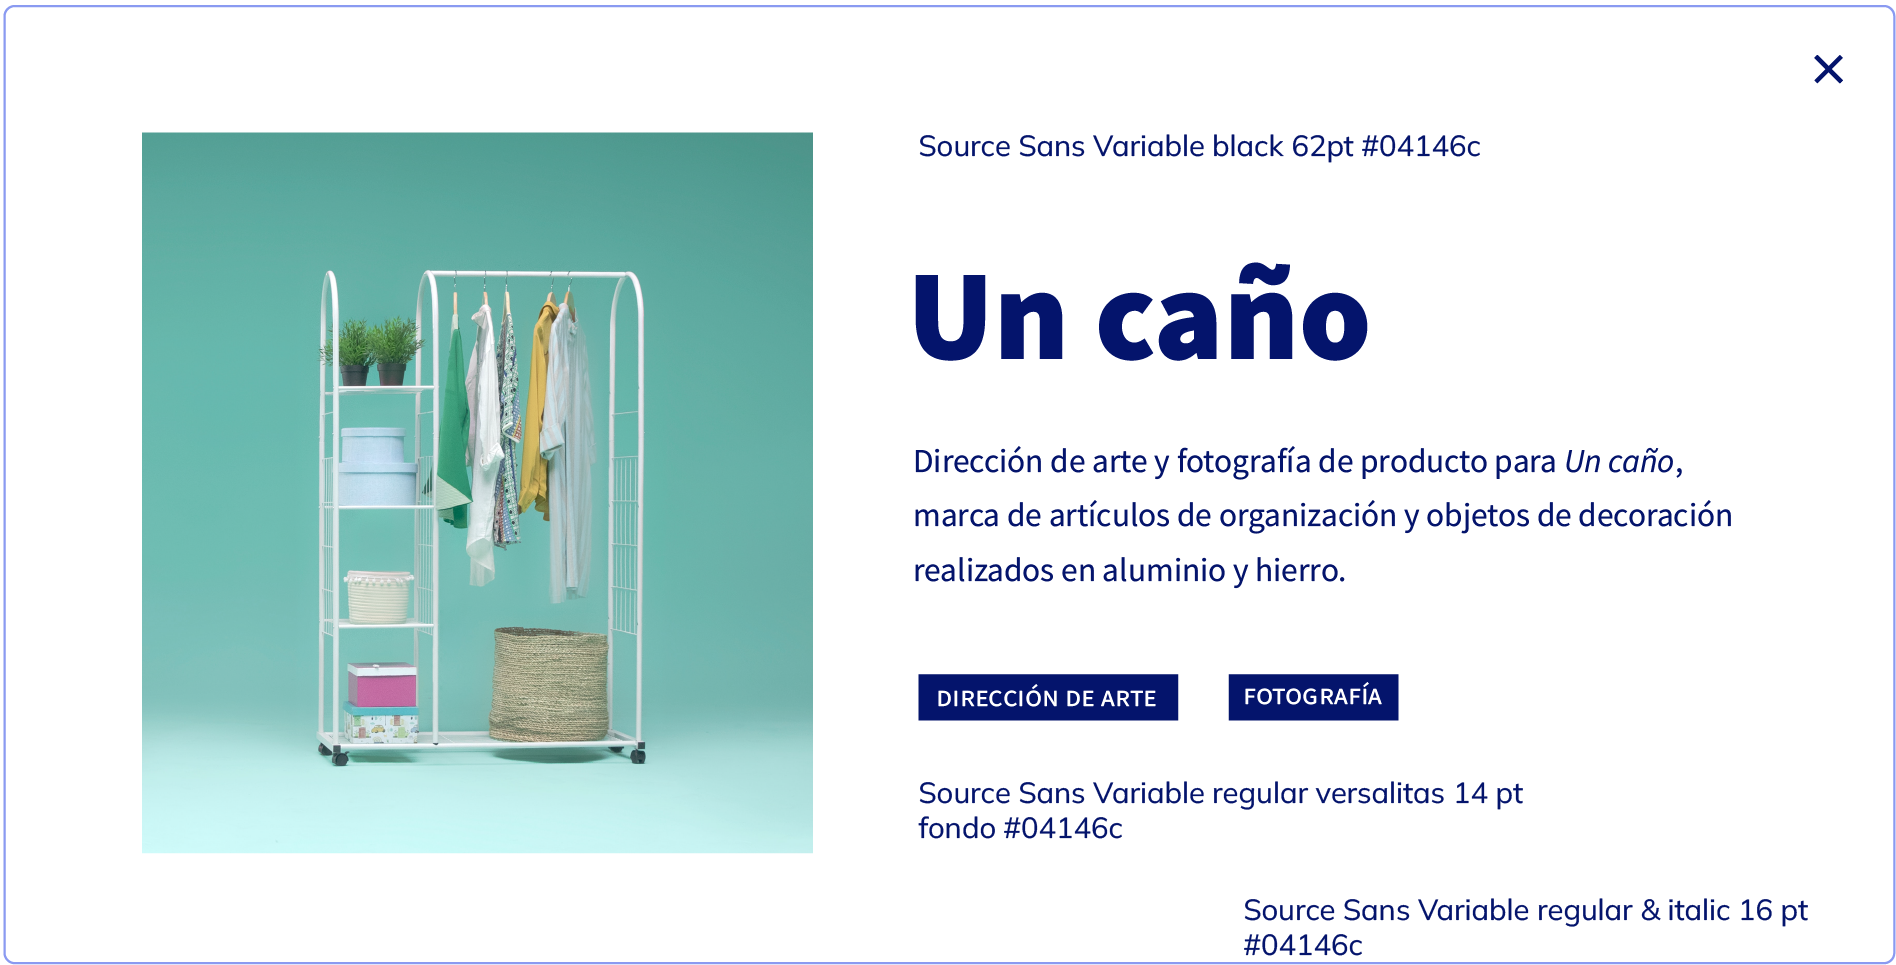 Source Sans Variable black 62pt #04146c
Un caño
Dirección de arte y fotografía de producto para Un caño,
marca de artículos de organización y objetos de decoración
realizados en aluminio y hierro.
DIRECCIÓN DE ARTE
FOTOGRAFÍA
Source Sans Variable regular versalitas 14 pt
fondo #04146c
Source Sans Variable regular & italic 16 pt
#04146c